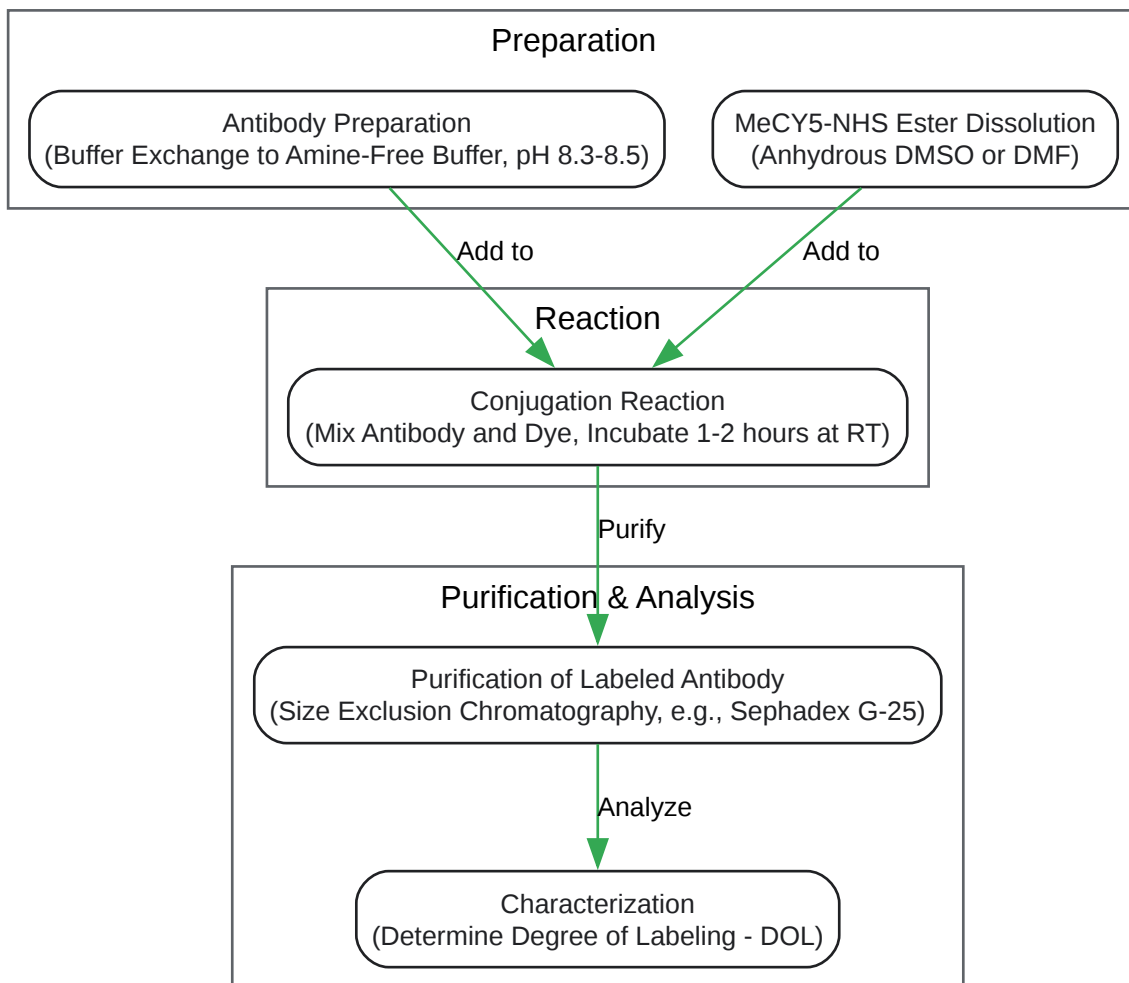 Preparation
Antibody Preparation
(Buffer Exchange to Amine-Free Buffer, pH 8.3-8.5)
MeCY5-NHS Ester Dissolution
(Anhydrous DMSO or DMF)
Add to
Add to
Reaction
Conjugation Reaction
(Mix Antibody and Dye, Incubate 1-2 hours at RT)
Purify
Purification & Analysis
Purification of Labeled Antibody
(Size Exclusion Chromatography, e.g., Sephadex G-25)
Analyze
Characterization
(Determine Degree of Labeling - DOL)